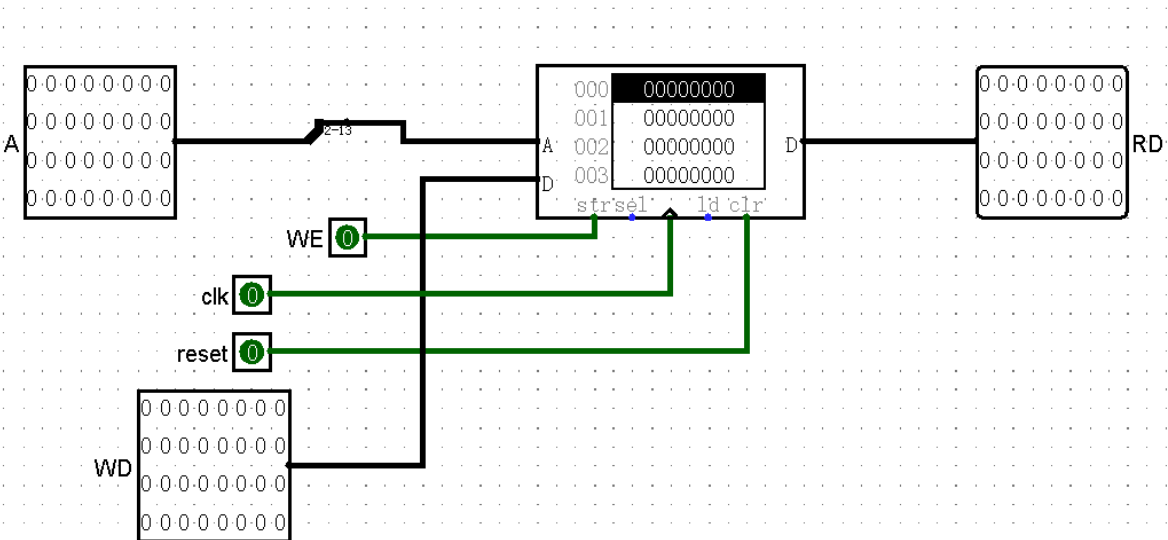 A
0 0 0 0 0 0 0 0
0 0 0 0 0 0 0 0
0 0 0 0 0 0 0 0
0 0 0 0 0 0 0 0
2-13
A
D
000 00000000
001 00000000
002 00000000
003 00000000
D
str sel ld clr
0 0 0 0 0 0 0 0
0 0 0 0 0 0 0 0
0 0 0 0 0 0 0 0
0 0 0 0 0 0 0 0
RD
WE 0
clk 0
reset 0
WD
0 0 0 0 0 0 0 0
0 0 0 0 0 0 0 0
0 0 0 0 0 0 0 0
0 0 0 0 0 0 0 0